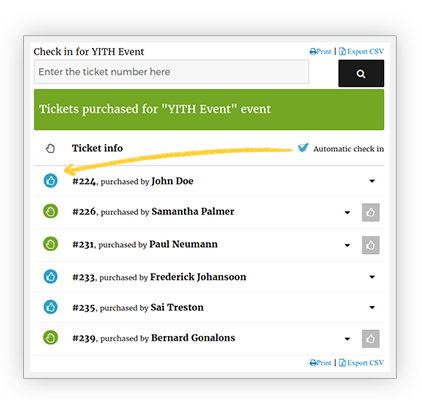 Check in for YITH Event Print | Export CSV
Enter the ticket number here
Tickets purchased for "YITH Event" event
Ticket info Automatic check in
#224, purchased by John Doe
#226, purchased by Samantha Palmer
#231, purchased by Paul Neumann
#233, purchased by Frederick Johansoon
#235, purchased by Sai Treston
#239, purchased by Bernard Gonalons
Print | Export CSV